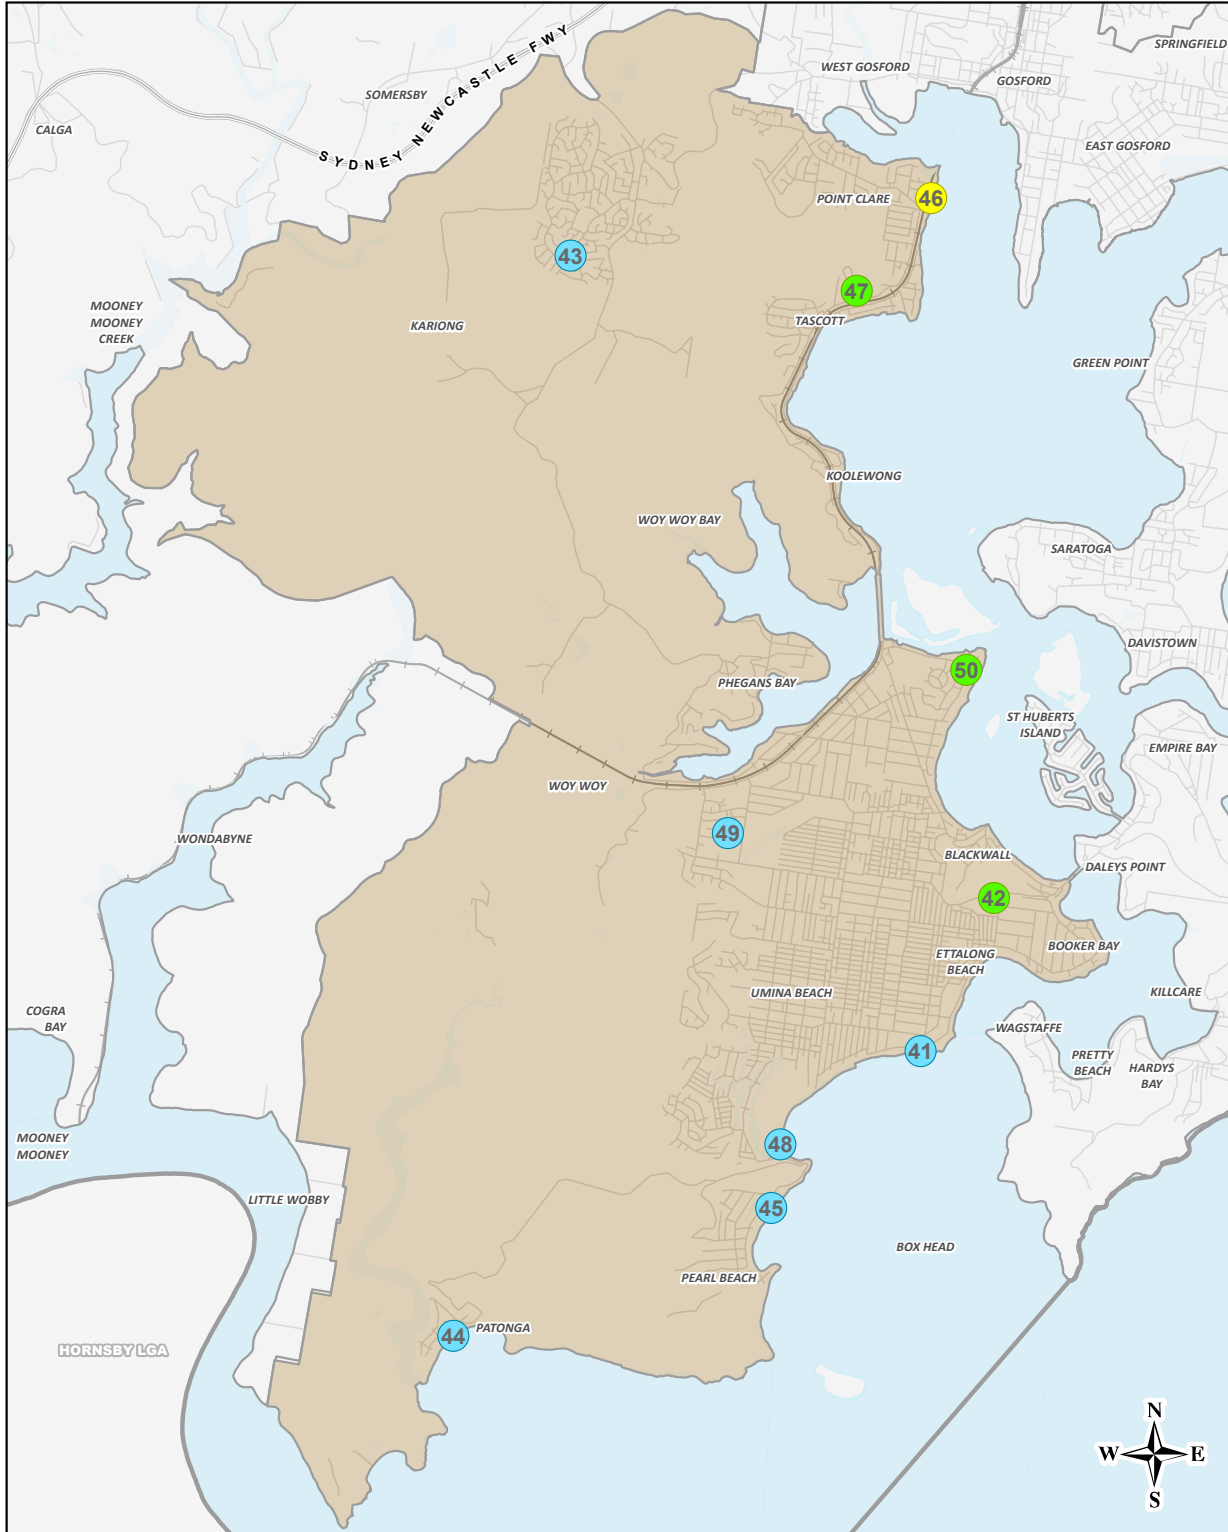 SPRINGFIELD
SYDNEY NEWCASTLE FWY
WEST GOSFORD
GOSFORD
SOMERSBY
CALGA
EAST GOSFORD
POINT CLARE
46
43
47
MOONEY
MOONEY
CREEK
KARIONG
TASCOTT
GREEN POINT
KOOLEWONG
WOY WOY BAY
SARATOGA
DAVISTOWN
50
PHEGANS BAY
ST HUBERTS
ISLAND
EMPIRE BAY
WOY WOY
49
WONDABYNE
BLACKWALL
DALEYS POINT
42
BOOKER BAY
ETTALONG
BEACH
UMINA BEACH
KILLCARE
COGRA
BAY
WAGSTAFFE
41
PRETTY
BEACH
HARDYS
BAY
MOONEY
MOONEY
48
LITTLE WOBBY
45
BOX HEAD
PEARL BEACH
PATONGA
44
HORNSBY LGA
N
W
E
S